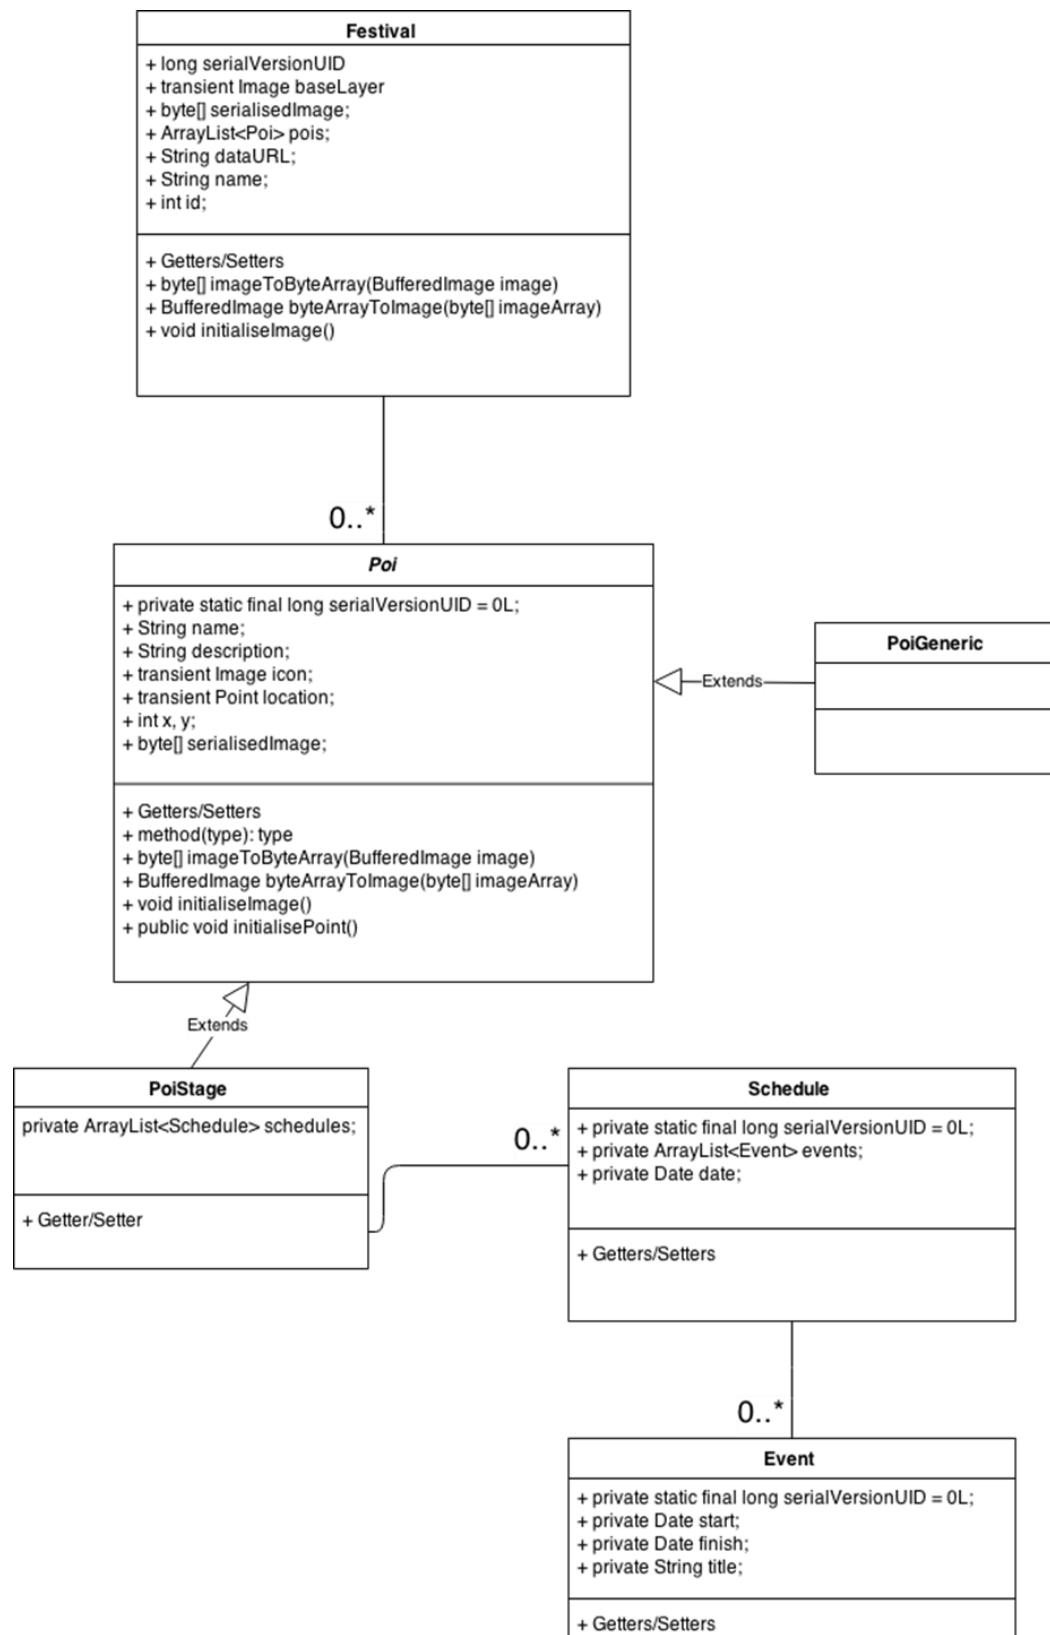 Festival
+ long serialVersionUID
+ transient Image baseLayer
+ byte[] serialisedImage;
+ ArrayList<Poi> pois;
+ String dataURL;
+ String name;
+ int id;
+ Getters/Setters
+ byte[] imageToByteArray(BufferedImage image)
+ BufferedImage byteArrayToImage(byte[] imageArray)
+ void initialiseImage()
0..*
Poi
+ private static final long serialVersionUID = 0L;
+ String name;
+ String description;
+ transient Image icon;
+ transient Point location;
+ int x, y;
+ byte[] serialisedImage;
+ Getters/Setters
+ method(type): type
+ byte[] imageToByteArray(BufferedImage image)
+ BufferedImage byteArrayToImage(byte[] imageArray)
+ void initialiseImage()
+ public void initialisePoint()
Extends
PoiGeneric
Extends
PoiStage
private ArrayList<Schedule> schedules;
+ Getter/Setter
0..*
Schedule
+ private static final long serialVersionUID = 0L;
+ private ArrayList<Event> events;
+ private Date date;
+ Getters/Setters
0..*
Event
+ private static final long serialVersionUID = 0L;
+ private Date start;
+ private Date finish;
+ private String title;
+ Getters/Setters